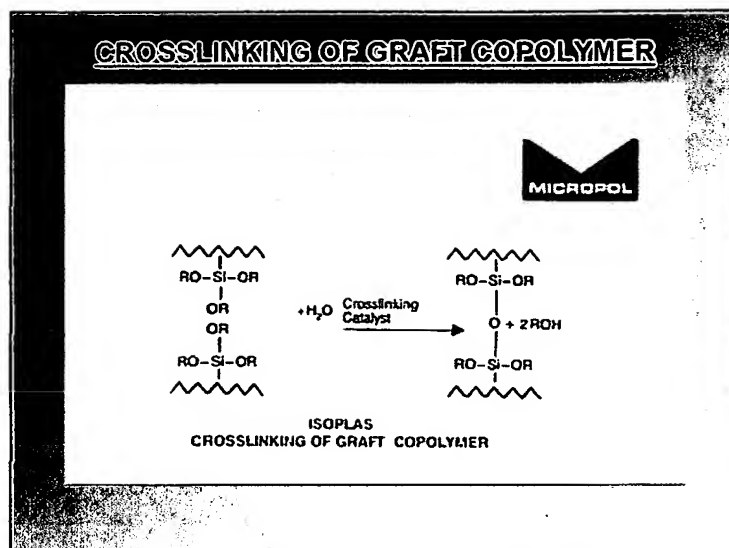 CROSSLINKING OF GRAFT COPOLYMER
MICROPOL
RO–Si–OR
OR
OR
RO–Si–OR
+H₂O Crosslinking
Catalyst
RO–Si–OR
O + 2ROH
RO–Si–OR
ISOPLAS
CROSSLINKING OF GRAFT COPOLYMER